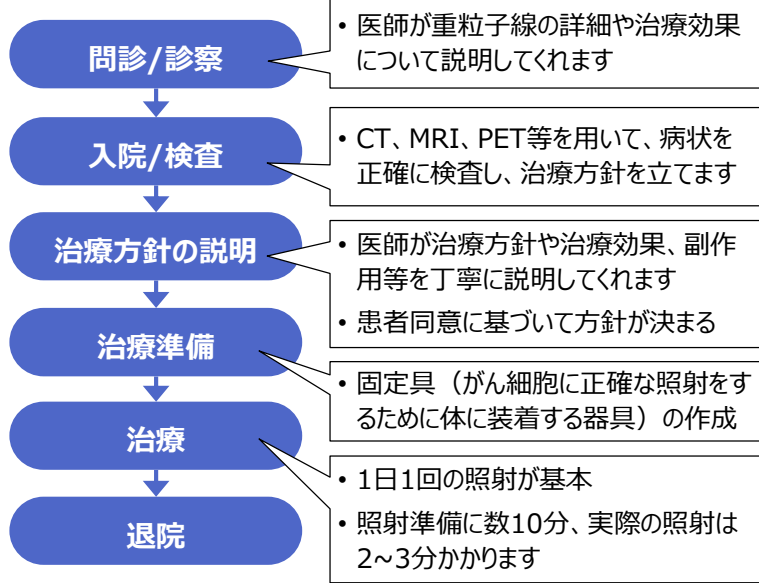 問診/診察
• 医師が重粒子線の詳細や治療効果
について説明してくれます
入院/検査
• CT、MRI、PET等を用いて、病状を
正確に検査し、治療方針を立てます
治療方針の説明
• 医師が治療方針や治療効果、副作
用等を丁寧に説明してくれます
• 患者同意に基づいて方針が決まる
治療準備
• 固定具（がん細胞に正確な照射をす
るために体に装着する器具）の作成
治療
• 1日1回の照射が基本
• 照射準備に数10分、実際の照射は
2~3分かかります
退院